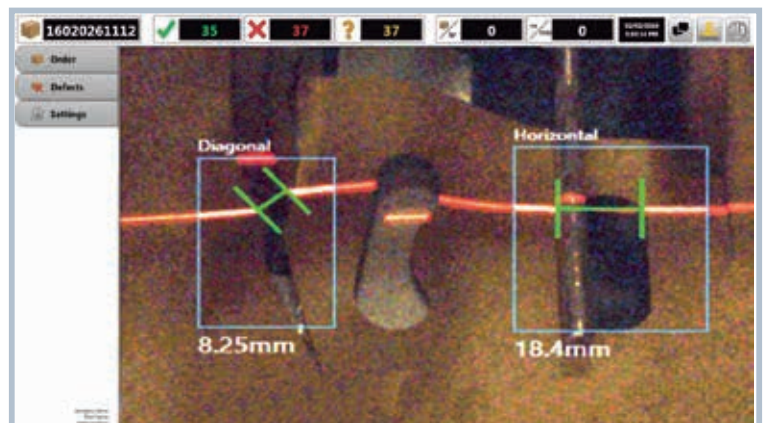 16020261112 35 37 37 0 0
Order
Defects
Settings
Diagonal
Horizontal
8.25mm
18.4mm